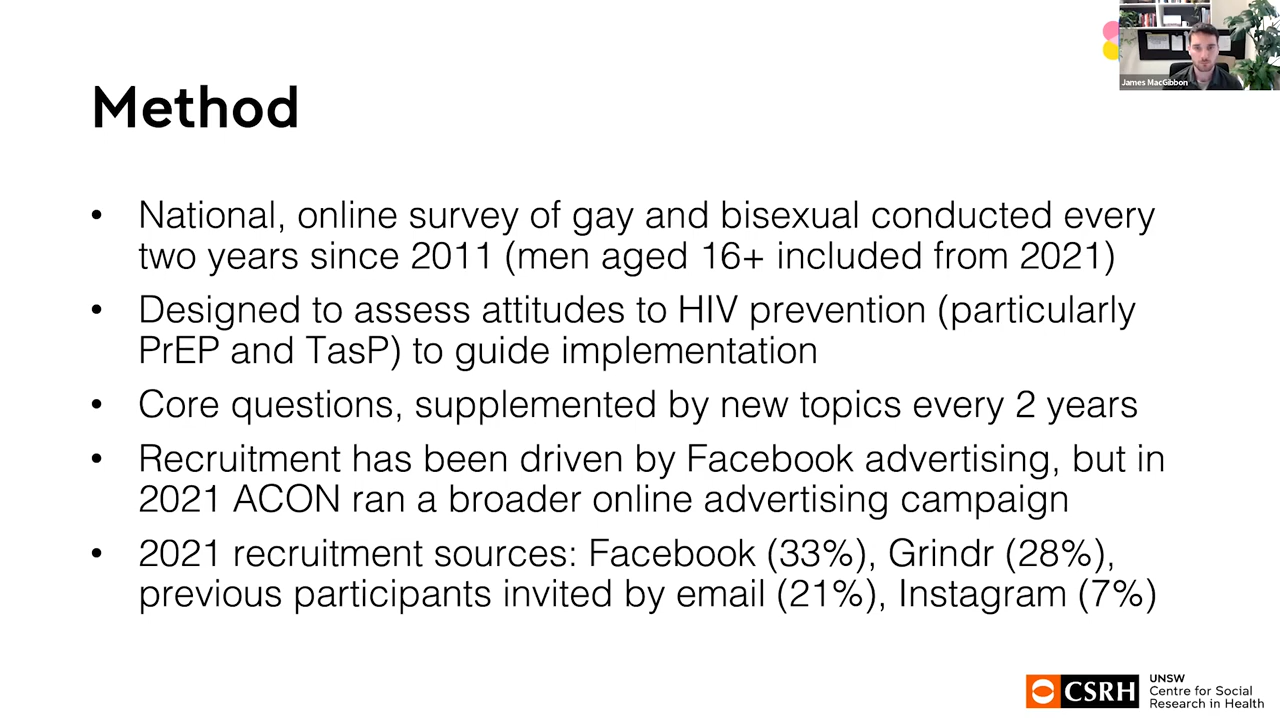 James MacGibbon
Method
• National, online survey of gay and bisexual conducted every
two years since 2011 (men aged 16+ included from 2021)
• Designed to assess attitudes to HIV prevention (particularly
PrEP and TasP) to guide implementation
• Core questions, supplemented by new topics every 2 years
• Recruitment has been driven by Facebook advertising, but in
2021 ACON ran a broader online advertising campaign
• 2021 recruitment sources: Facebook (33%), Grindr (28%),
previous participants invited by email (21%), Instagram (7%)
CSRH
UNSW
Centre for Social
Research in Health